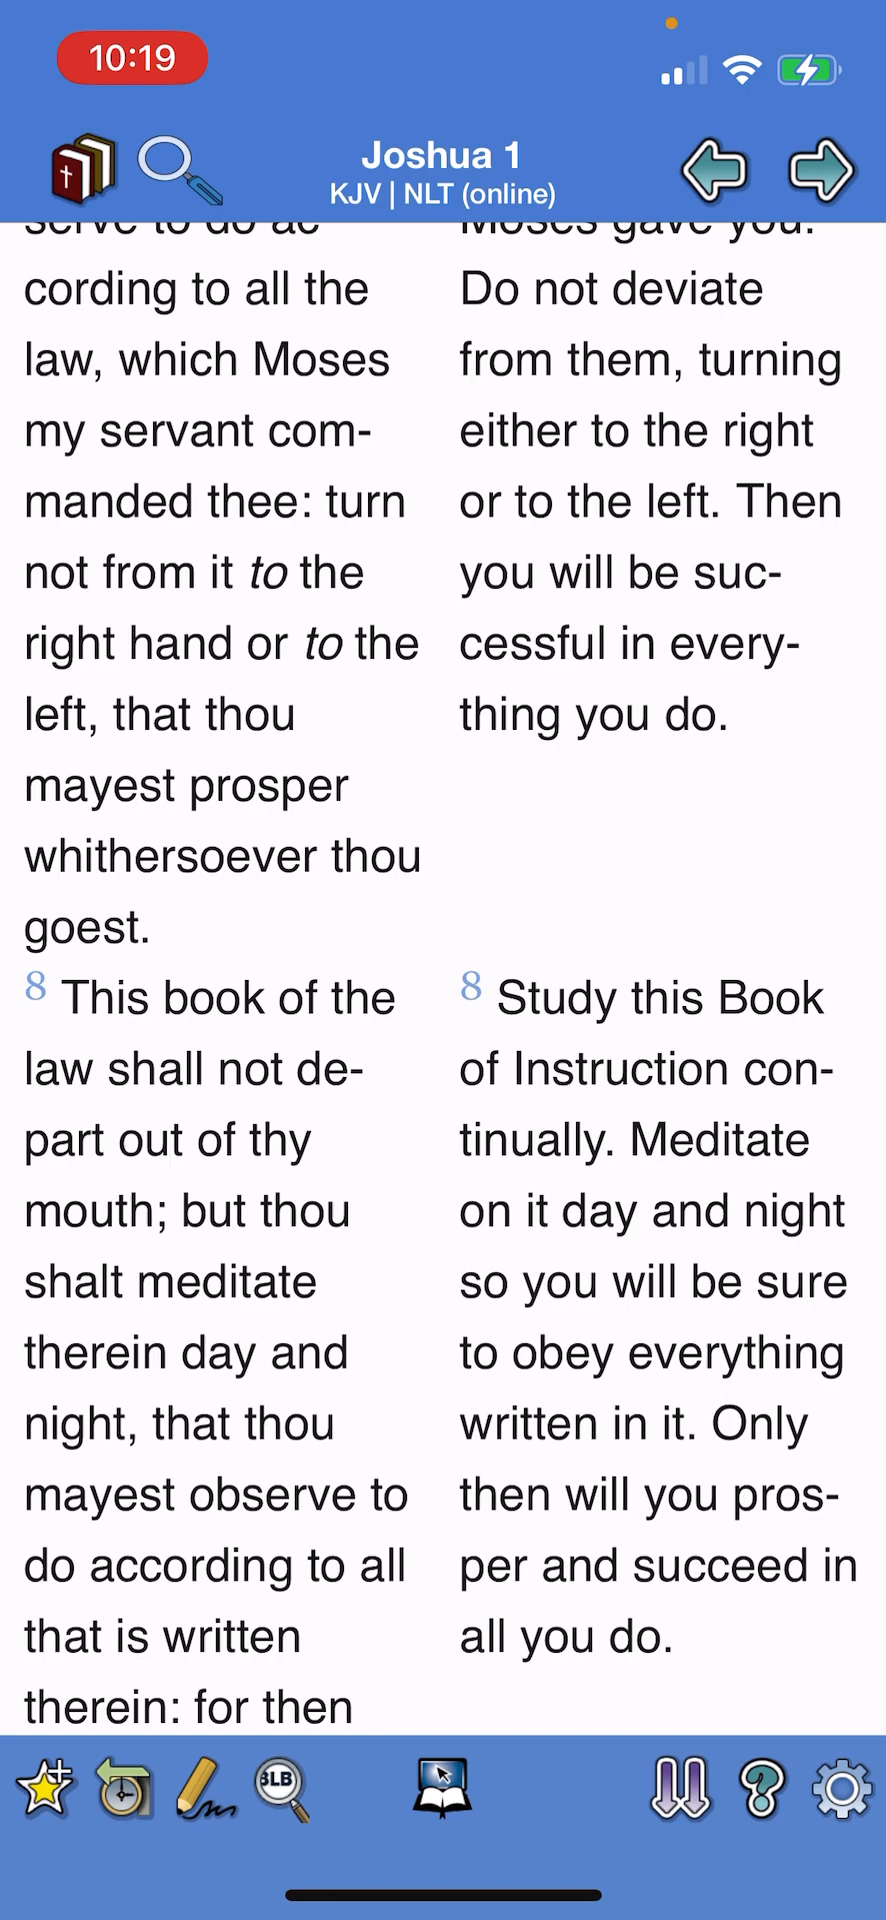 10:19
Joshua 1
KJV | NLT (online)
serve to do ac
cording to all the
law, which Moses
my servant com-
manded thee: turn
not from it to the
right hand or to the
left, that thou
mayest prosper
whithersoever thou
goest.
8 This book of the
law shall not de-
part out of thy
mouth; but thou
shalt meditate
therein day and
night, that thou
mayest observe to
do according to all
that is written
therein: for then
Moses gave you.
Do not deviate
from them, turning
either to the right
or to the left. Then
you will be suc-
cessful in every-
thing you do.
8 Study this Book
of Instruction con-
tinually. Meditate
on it day and night
so you will be sure
to obey everything
written in it. Only
then will you pros-
per and succeed in
all you do.
BLB